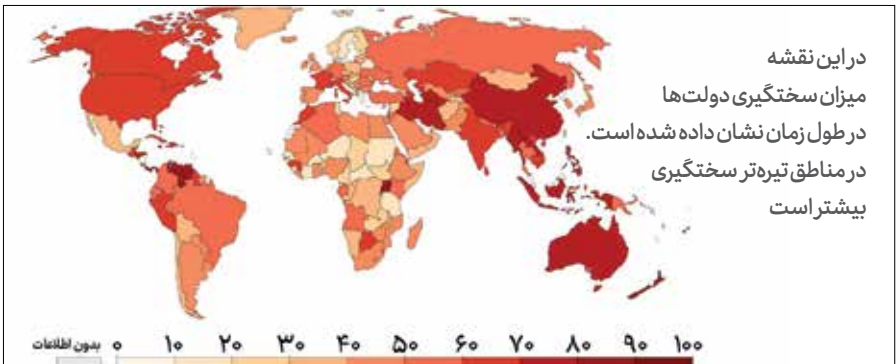 در این نقشه
میزان سختگیری دولت‌ها
در طول زمان نشان داده شده است.
در مناطق تیره‌تر سختگیری
بیشتر است
بدون اطلاعات ۰ ۱۰ ۲۰ ۳۰ ۴۰ ۵۰ ۶۰ ۷۰ ۸۰ ۹۰ ۱۰۰